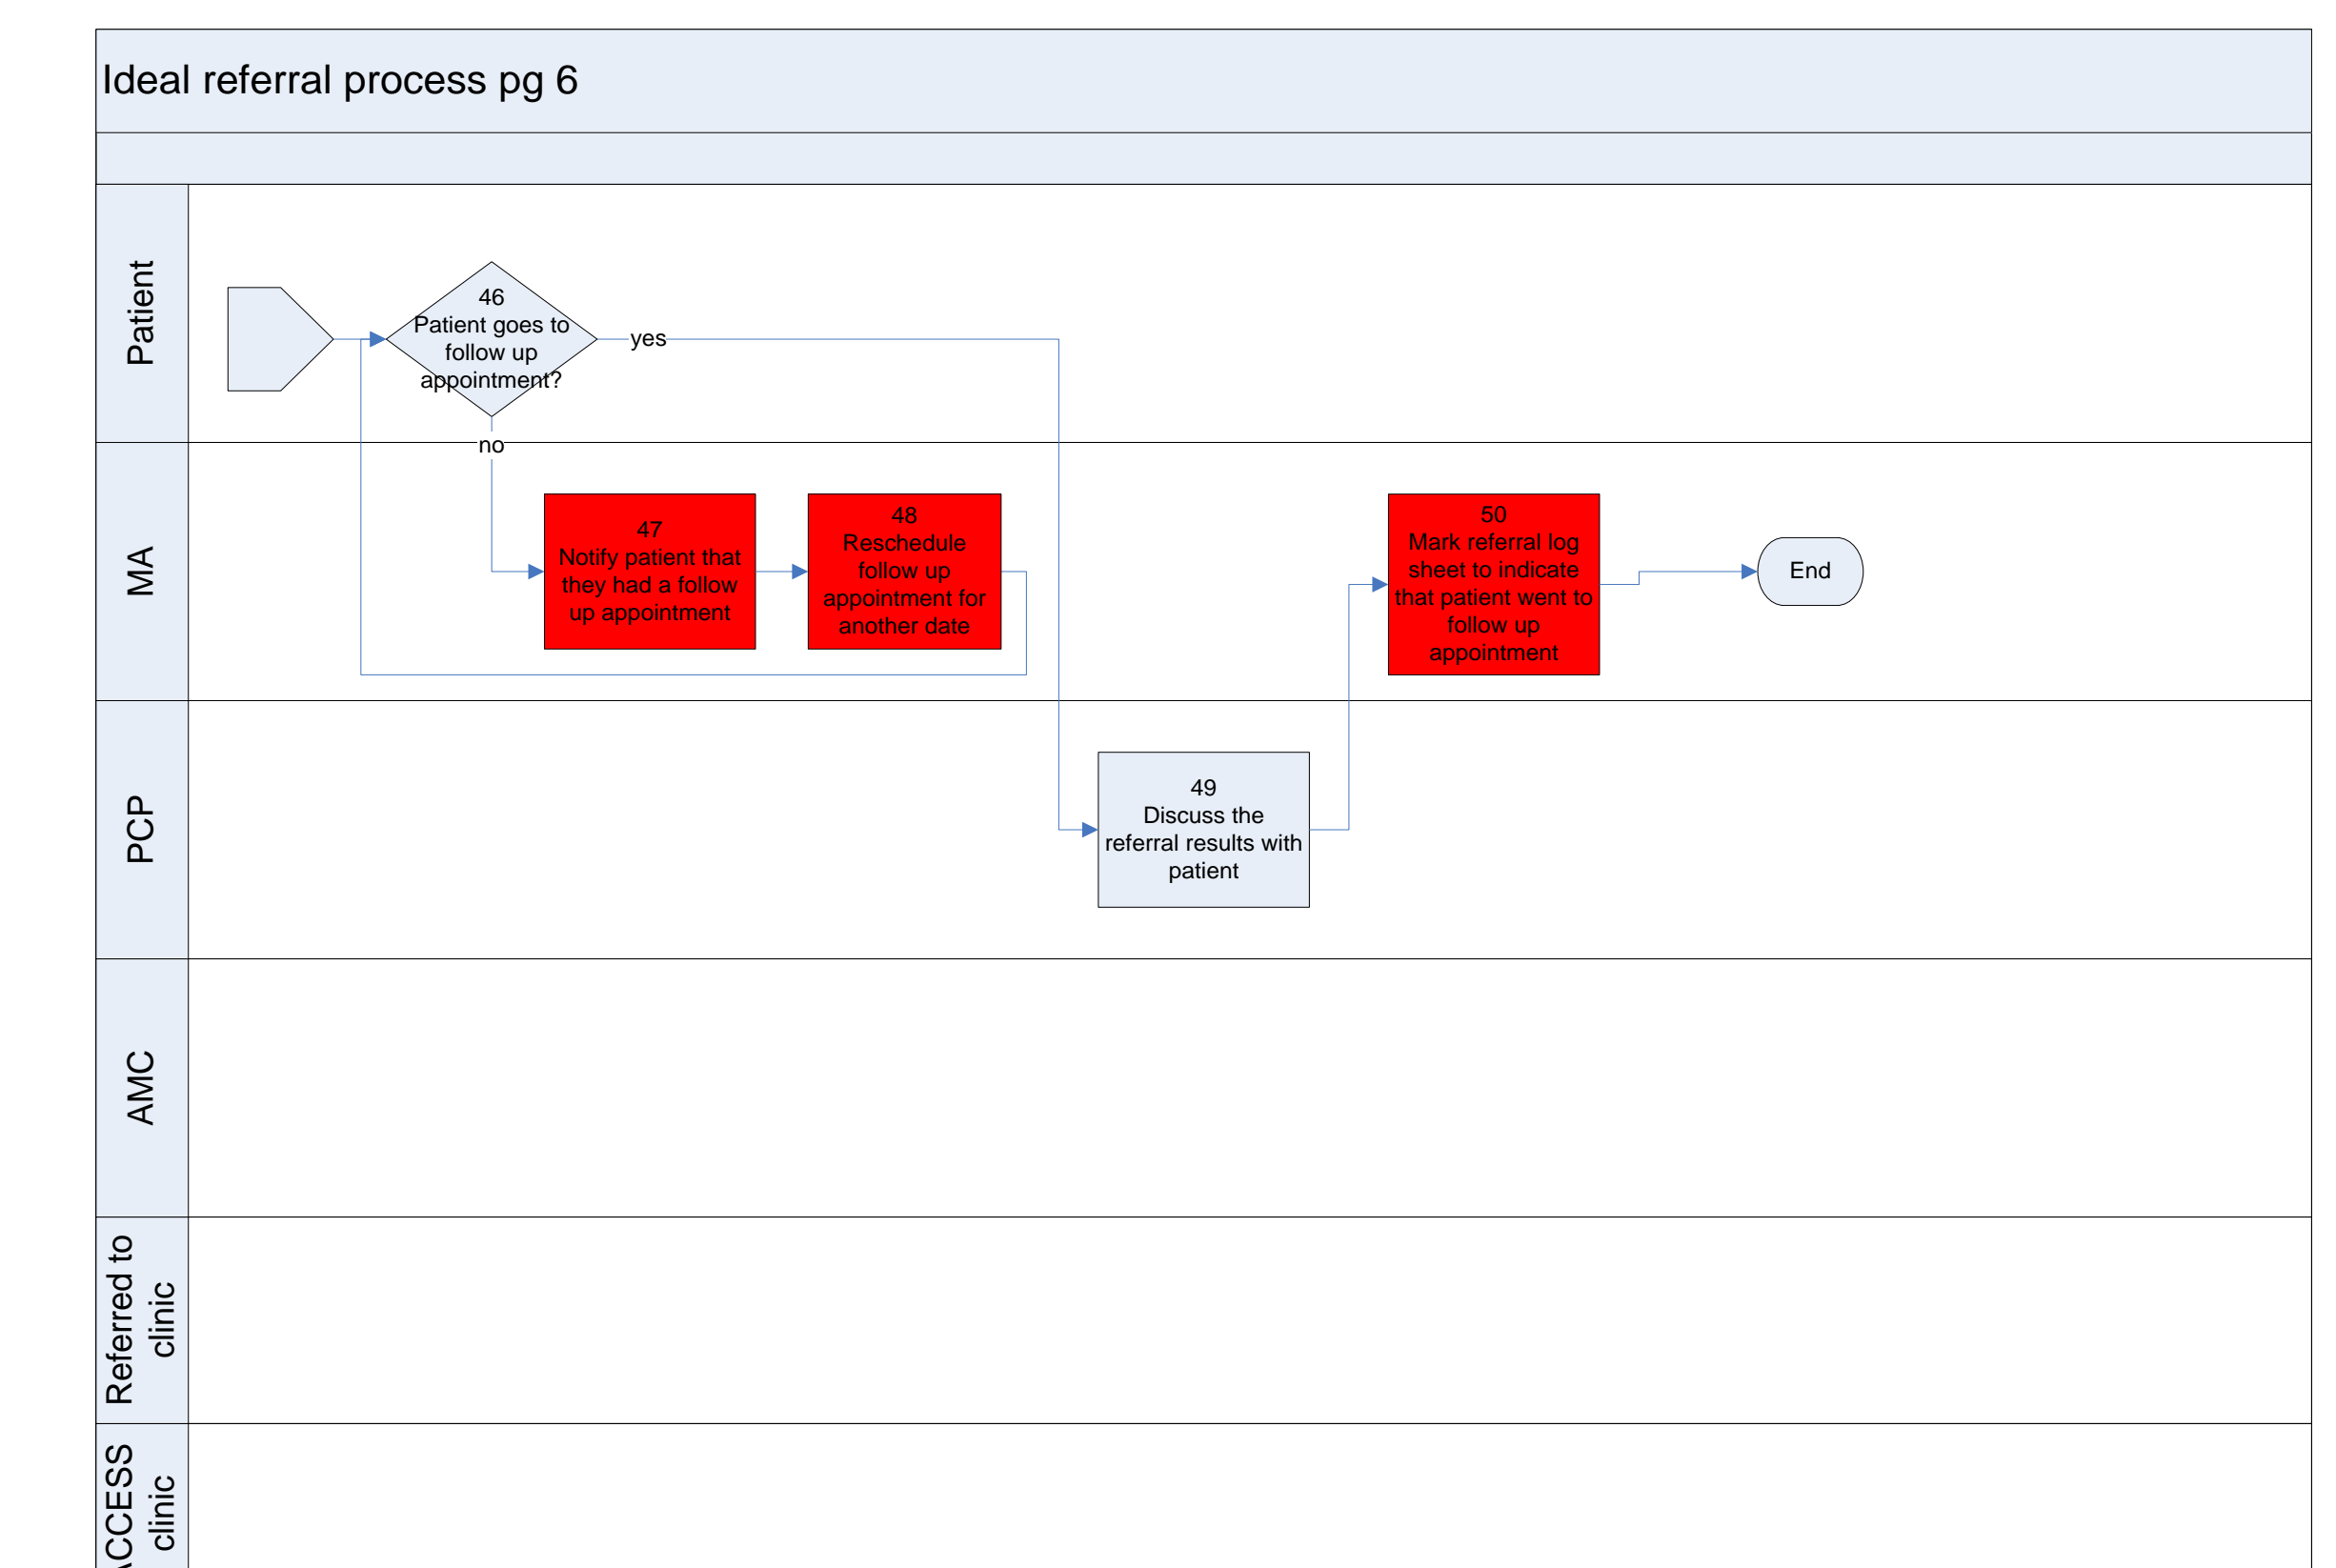 Ideal referral process pg 6
Patient
46
Patient goes to
follow up
appointment?
yes
no
MA
47
Notify patient that
they had a follow
up appointment
48
Reschedule
follow up
appointment for
another date
50
Mark referral log
sheet to indicate
that patient went to
follow up
appointment
End
PCP
49
Discuss the
referral results with
patient
AMC
Referred to
clinic
ACCESS
clinic